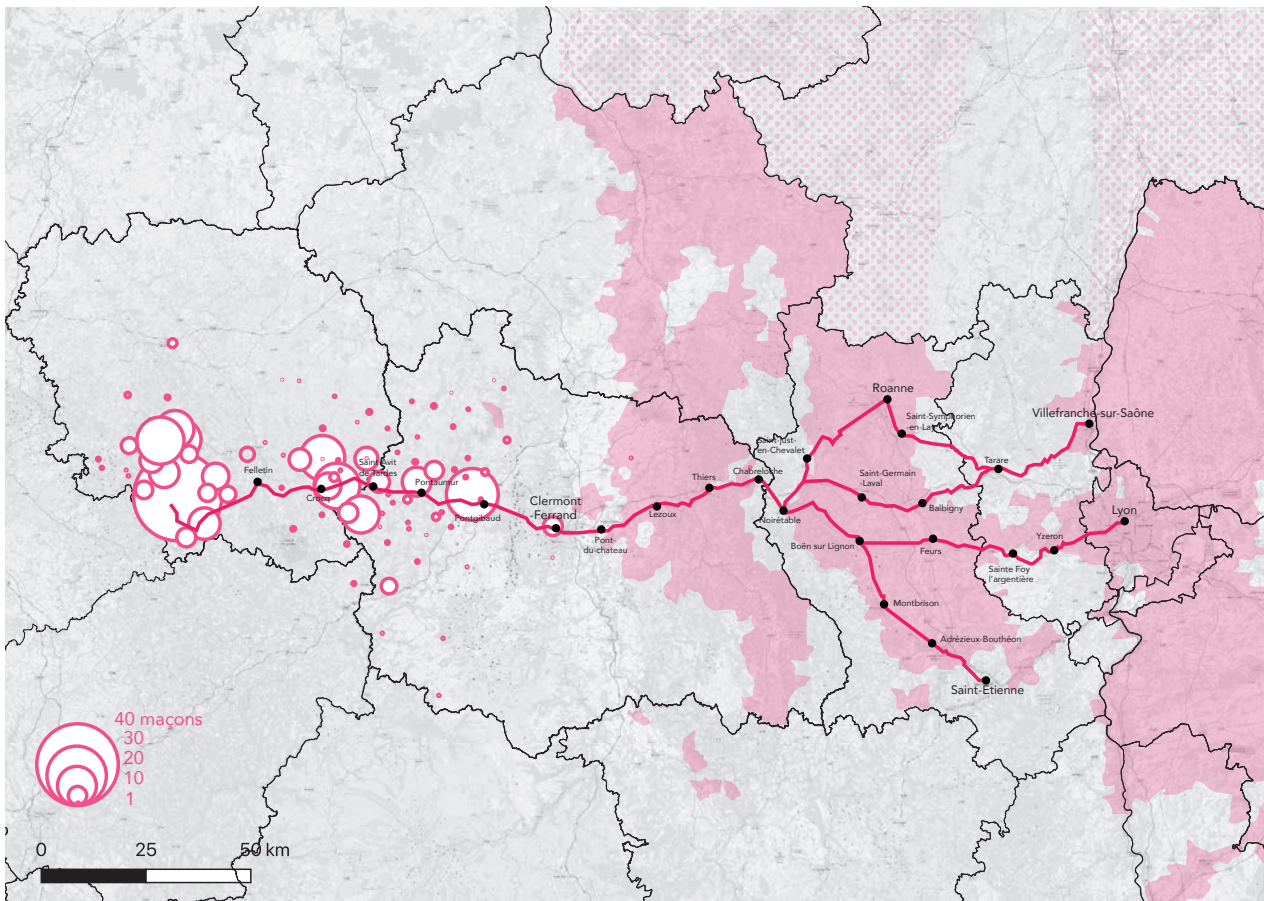 Roanne
Villefranche-sur-Saône
Saint-Symphorien
-en-Laye
Saint-Just-
en-Chevalet
Tarare
Saint Avit
de Tardes
Felletin
Crocq
Pontaumur
Pontgibaud
Clermont
-Ferrand
Pont-
du-chateau
Lezoux
Thiers
Chabreloche
Noirétable
Saint-Germain
-Laval
Balbigny
Lyon
Yzeron
Boën sur Lignon
Feurs
Sainte Foy
l'argentière
Montbrison
Adrézieux-Bouthéon
Saint-Etienne
40 maçons
30
20
10
1
0 25 50 km